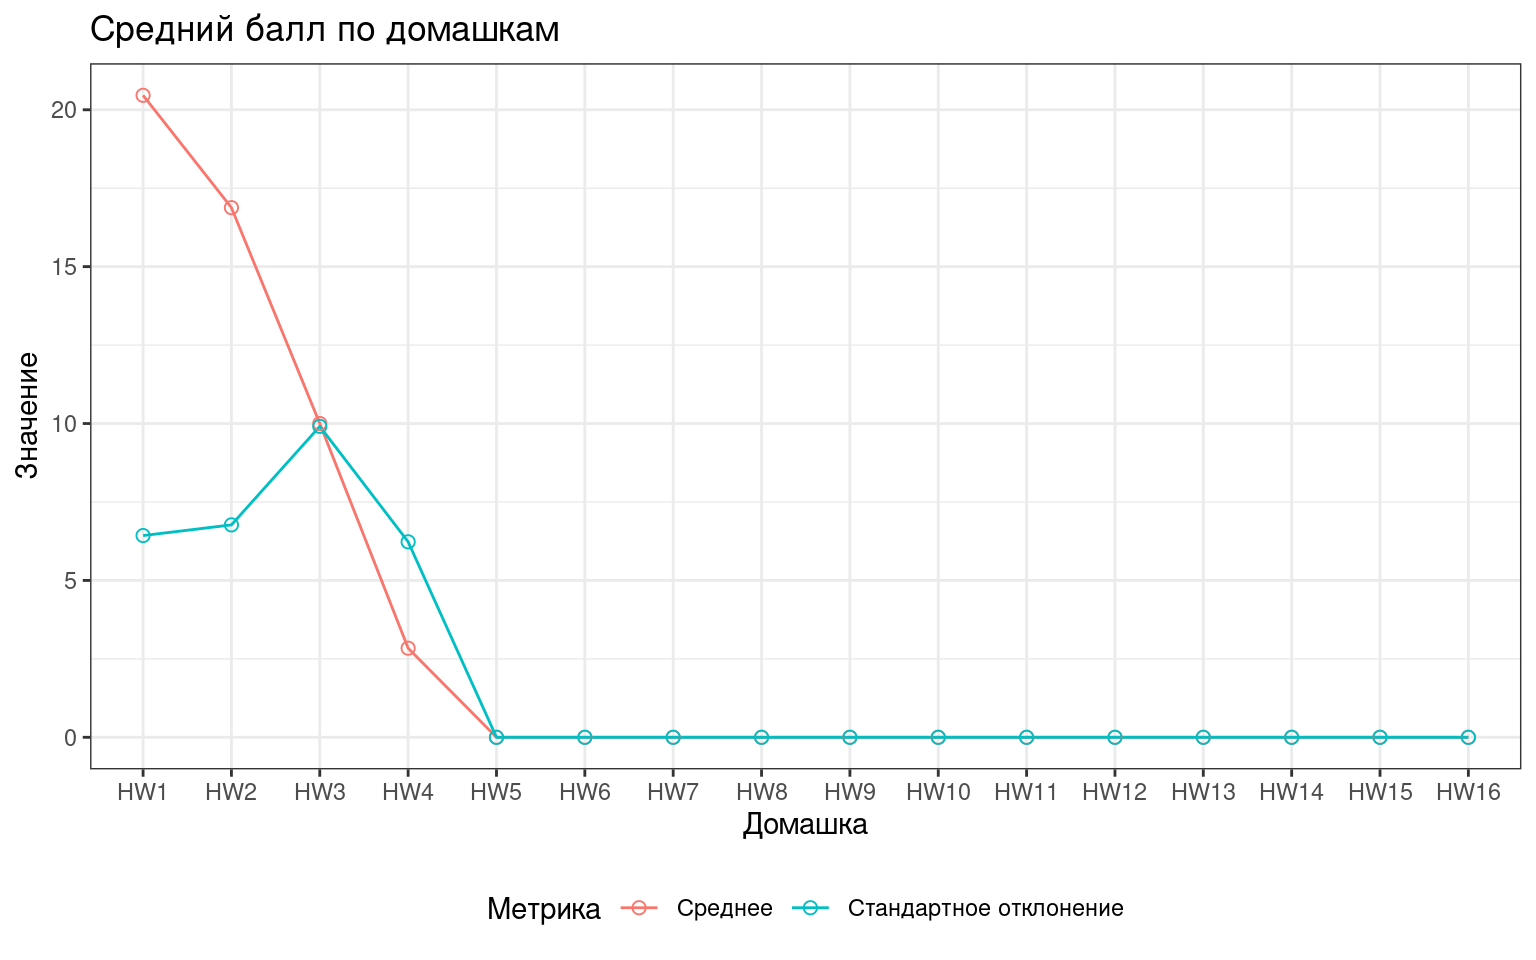 Средний балл по домашкам
Значение
20
15
10
5
0
HW1 HW2 HW3 HW4 HW5 HW6 HW7 HW8 HW9 HW10 HW11 HW12 HW13 HW14 HW15 HW16
Домашка
Метрика Среднее Стандартное отклонение